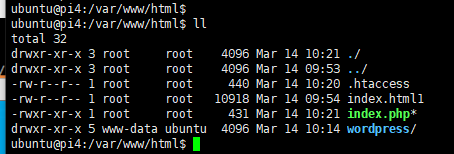 ubuntu@pi4:/var/www/html$
ubuntu@pi4:/var/www/html$ ll
total 32
drwxr-xr-x 3 root     root    4096 Mar 14 10:21 ./
drwxr-xr-x 3 root     root    4096 Mar 14 09:53 ../
-rw-r--r-- 1 root     root     440 Mar 14 10:20 .htaccess
-rw-r--r-- 1 root     root   10918 Mar 14 09:54 index.html1
-rwxr-xr-x 1 root     root     431 Mar 14 10:21 index.php*
drwxr-xr-x 5 www-data ubuntu  4096 Mar 14 10:14 wordpress/
ubuntu@pi4:/var/www/html$